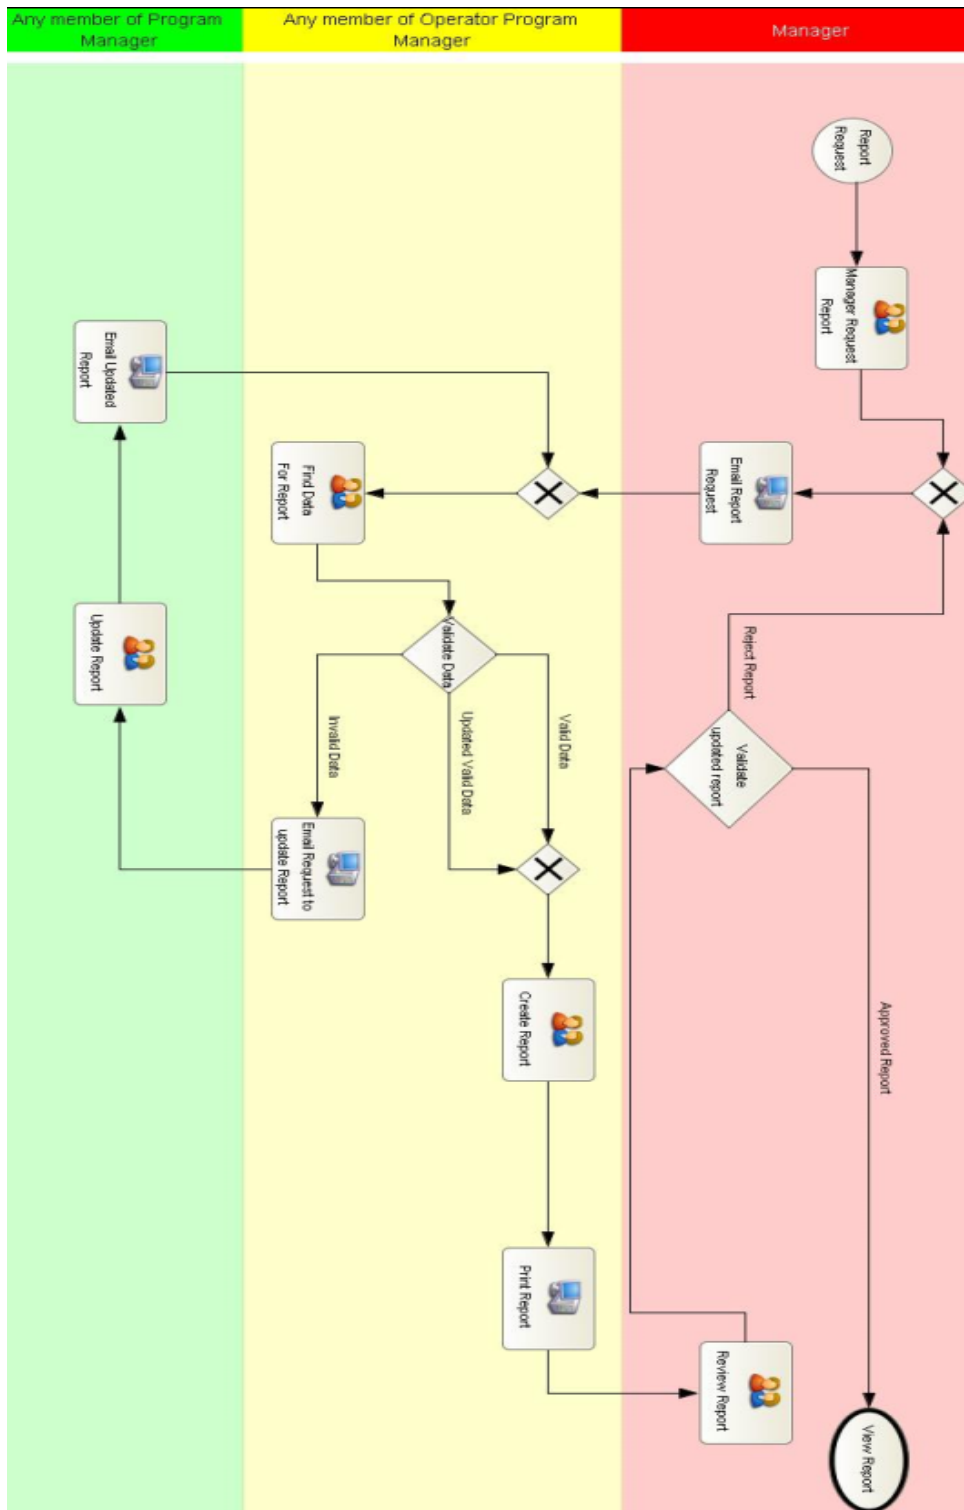 Any member of Program
Manager
Any member of Operator Program
Manager
Manager
Report
Request
Manager Request
Report
Email Report
Request
Email Updated
Report
Find Data
For Report
Update Report
Validate Data
Reject Report
Validate
updated report
Invalid Data
Updated Valid Data
Valid Data
Email Request to
update Report
Create Report
Approved Report
Print Report
Review Report
View Report